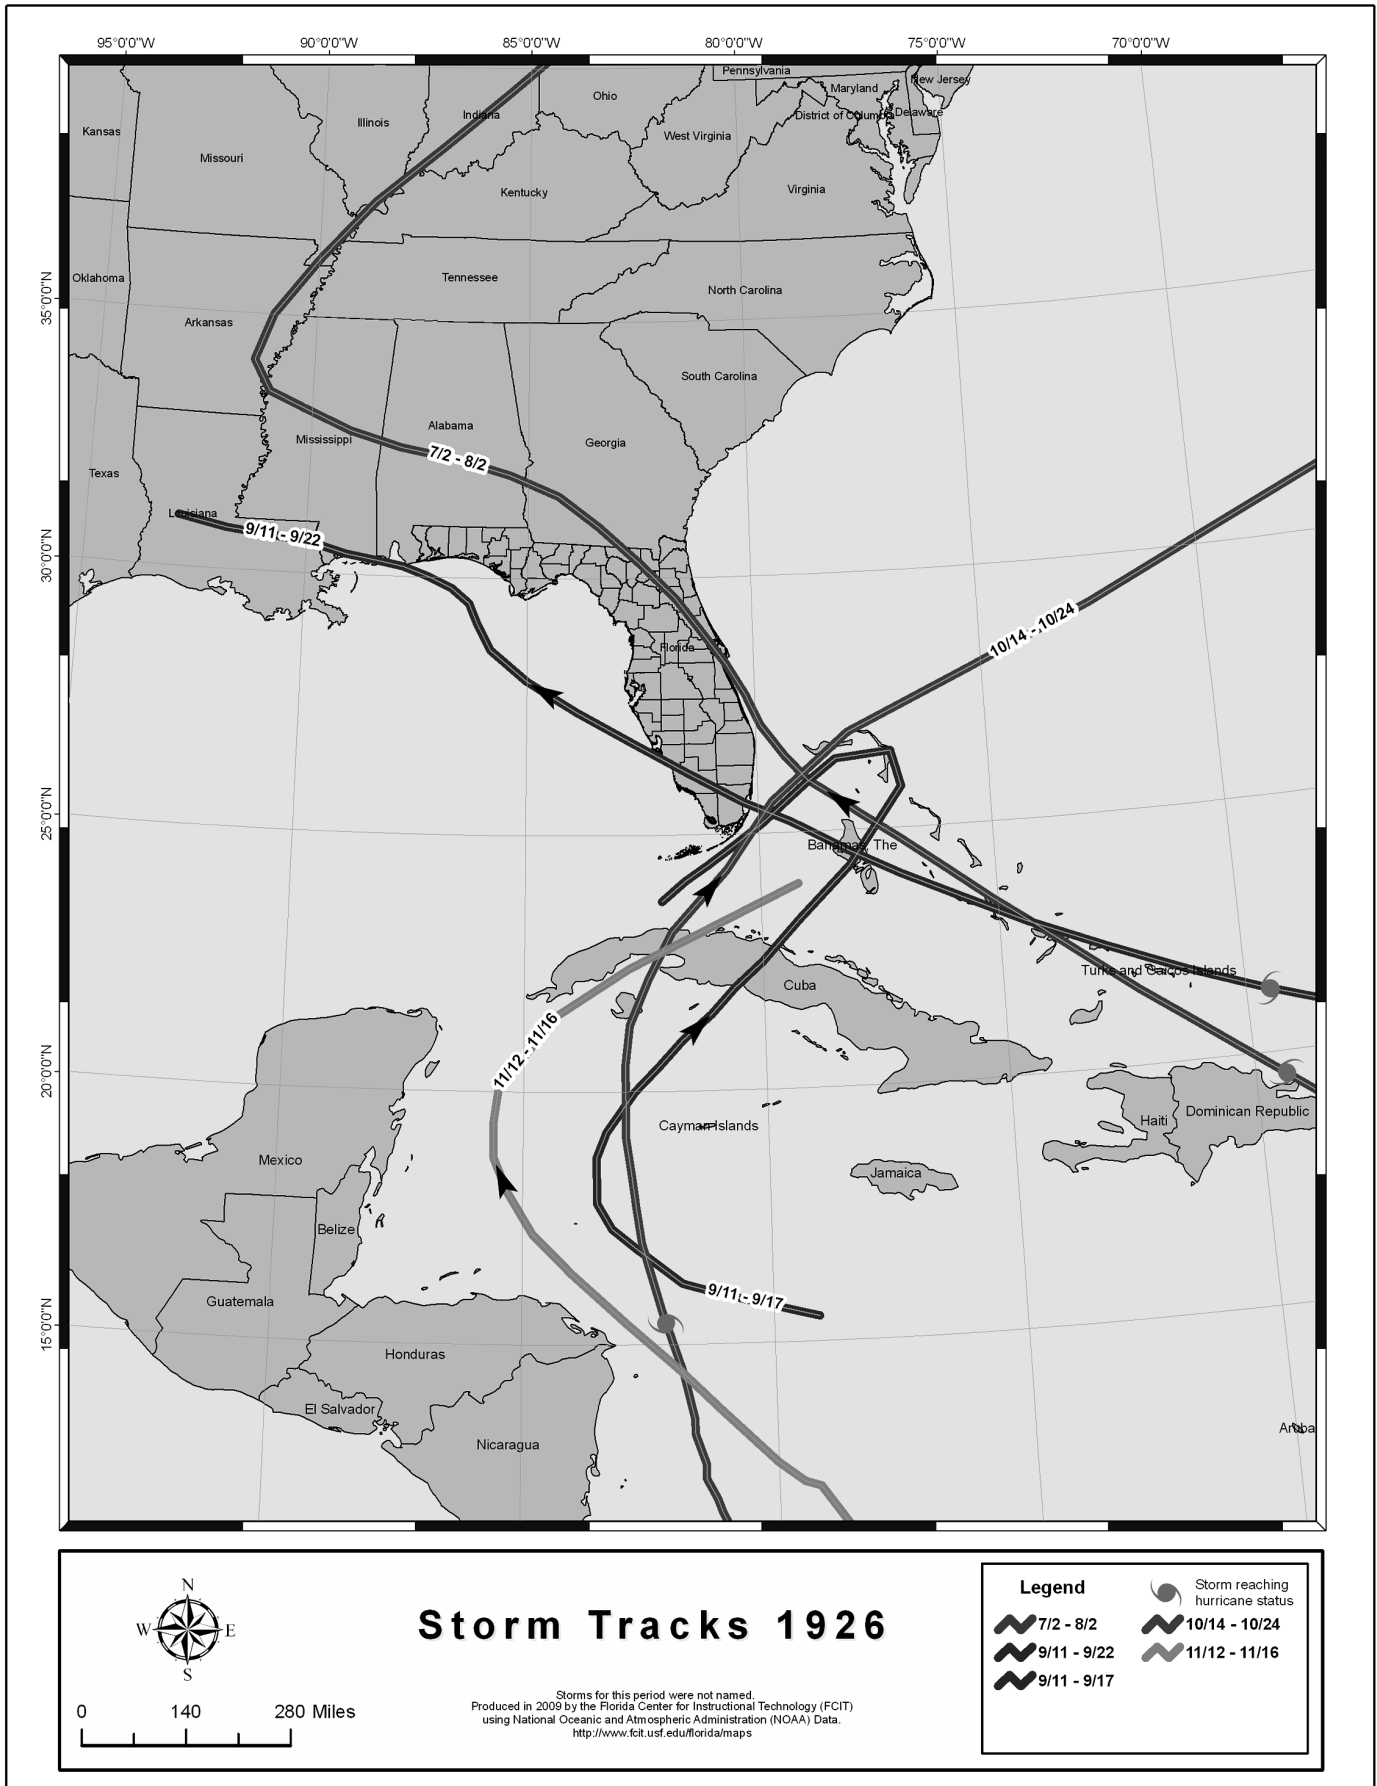 95°0'0"W 90°0'0"W 85°0'0"W 80°0'0"W 75°0'0"W 70°0'0"W
Pennsylvania
New Jersey
Ohio
Maryland
Indiana
Delaware
District of Columbia
Illinois
Kansas
West Virginia
Missouri
Kentucky
Virginia
Oklahoma
Tennessee
North Carolina
35°0'0"N
Arkansas
South Carolina
Alabama
Mississippi
Georgia
7/2 - 8/2
Texas
Louisiana
9/11 - 9/22
30°0'0"N
10/14 - 10/24
Florida
25°0'0"N
Bahamas, The
Turks and Caicos Islands
Cuba
11/12 - 11/16
20°0'0"N
Dominican Republic
Haiti
Cayman Islands
Mexico
Jamaica
Belize
9/11 - 9/17
Guatemala
15°0'0"N
Honduras
El Salvador
Aruba
Nicaragua
N
W E
S
0 140 280 Miles
Storm Tracks 1926
Storms for this period were not named.
Produced in 2009 by the Florida Center for Instructional Technology (FCIT)
using National Oceanic and Atmospheric Administration (NOAA) Data.
http://www.fcit.usf.edu/florida/maps
Legend
Storm reaching
hurricane status
7/2 - 8/2
10/14 - 10/24
9/11 - 9/22
11/12 - 11/16
9/11 - 9/17